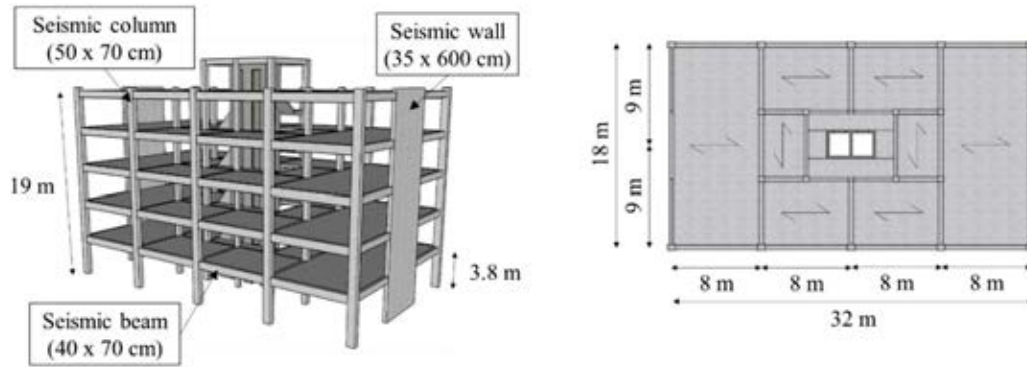 Seismic column
(50 x 70 cm)
Seismic wall
(35 x 600 cm)
19 m
3.8 m
Seismic beam
(40 x 70 cm)
18 m
9 m
9 m
8 m
8 m
8 m
8 m
32 m